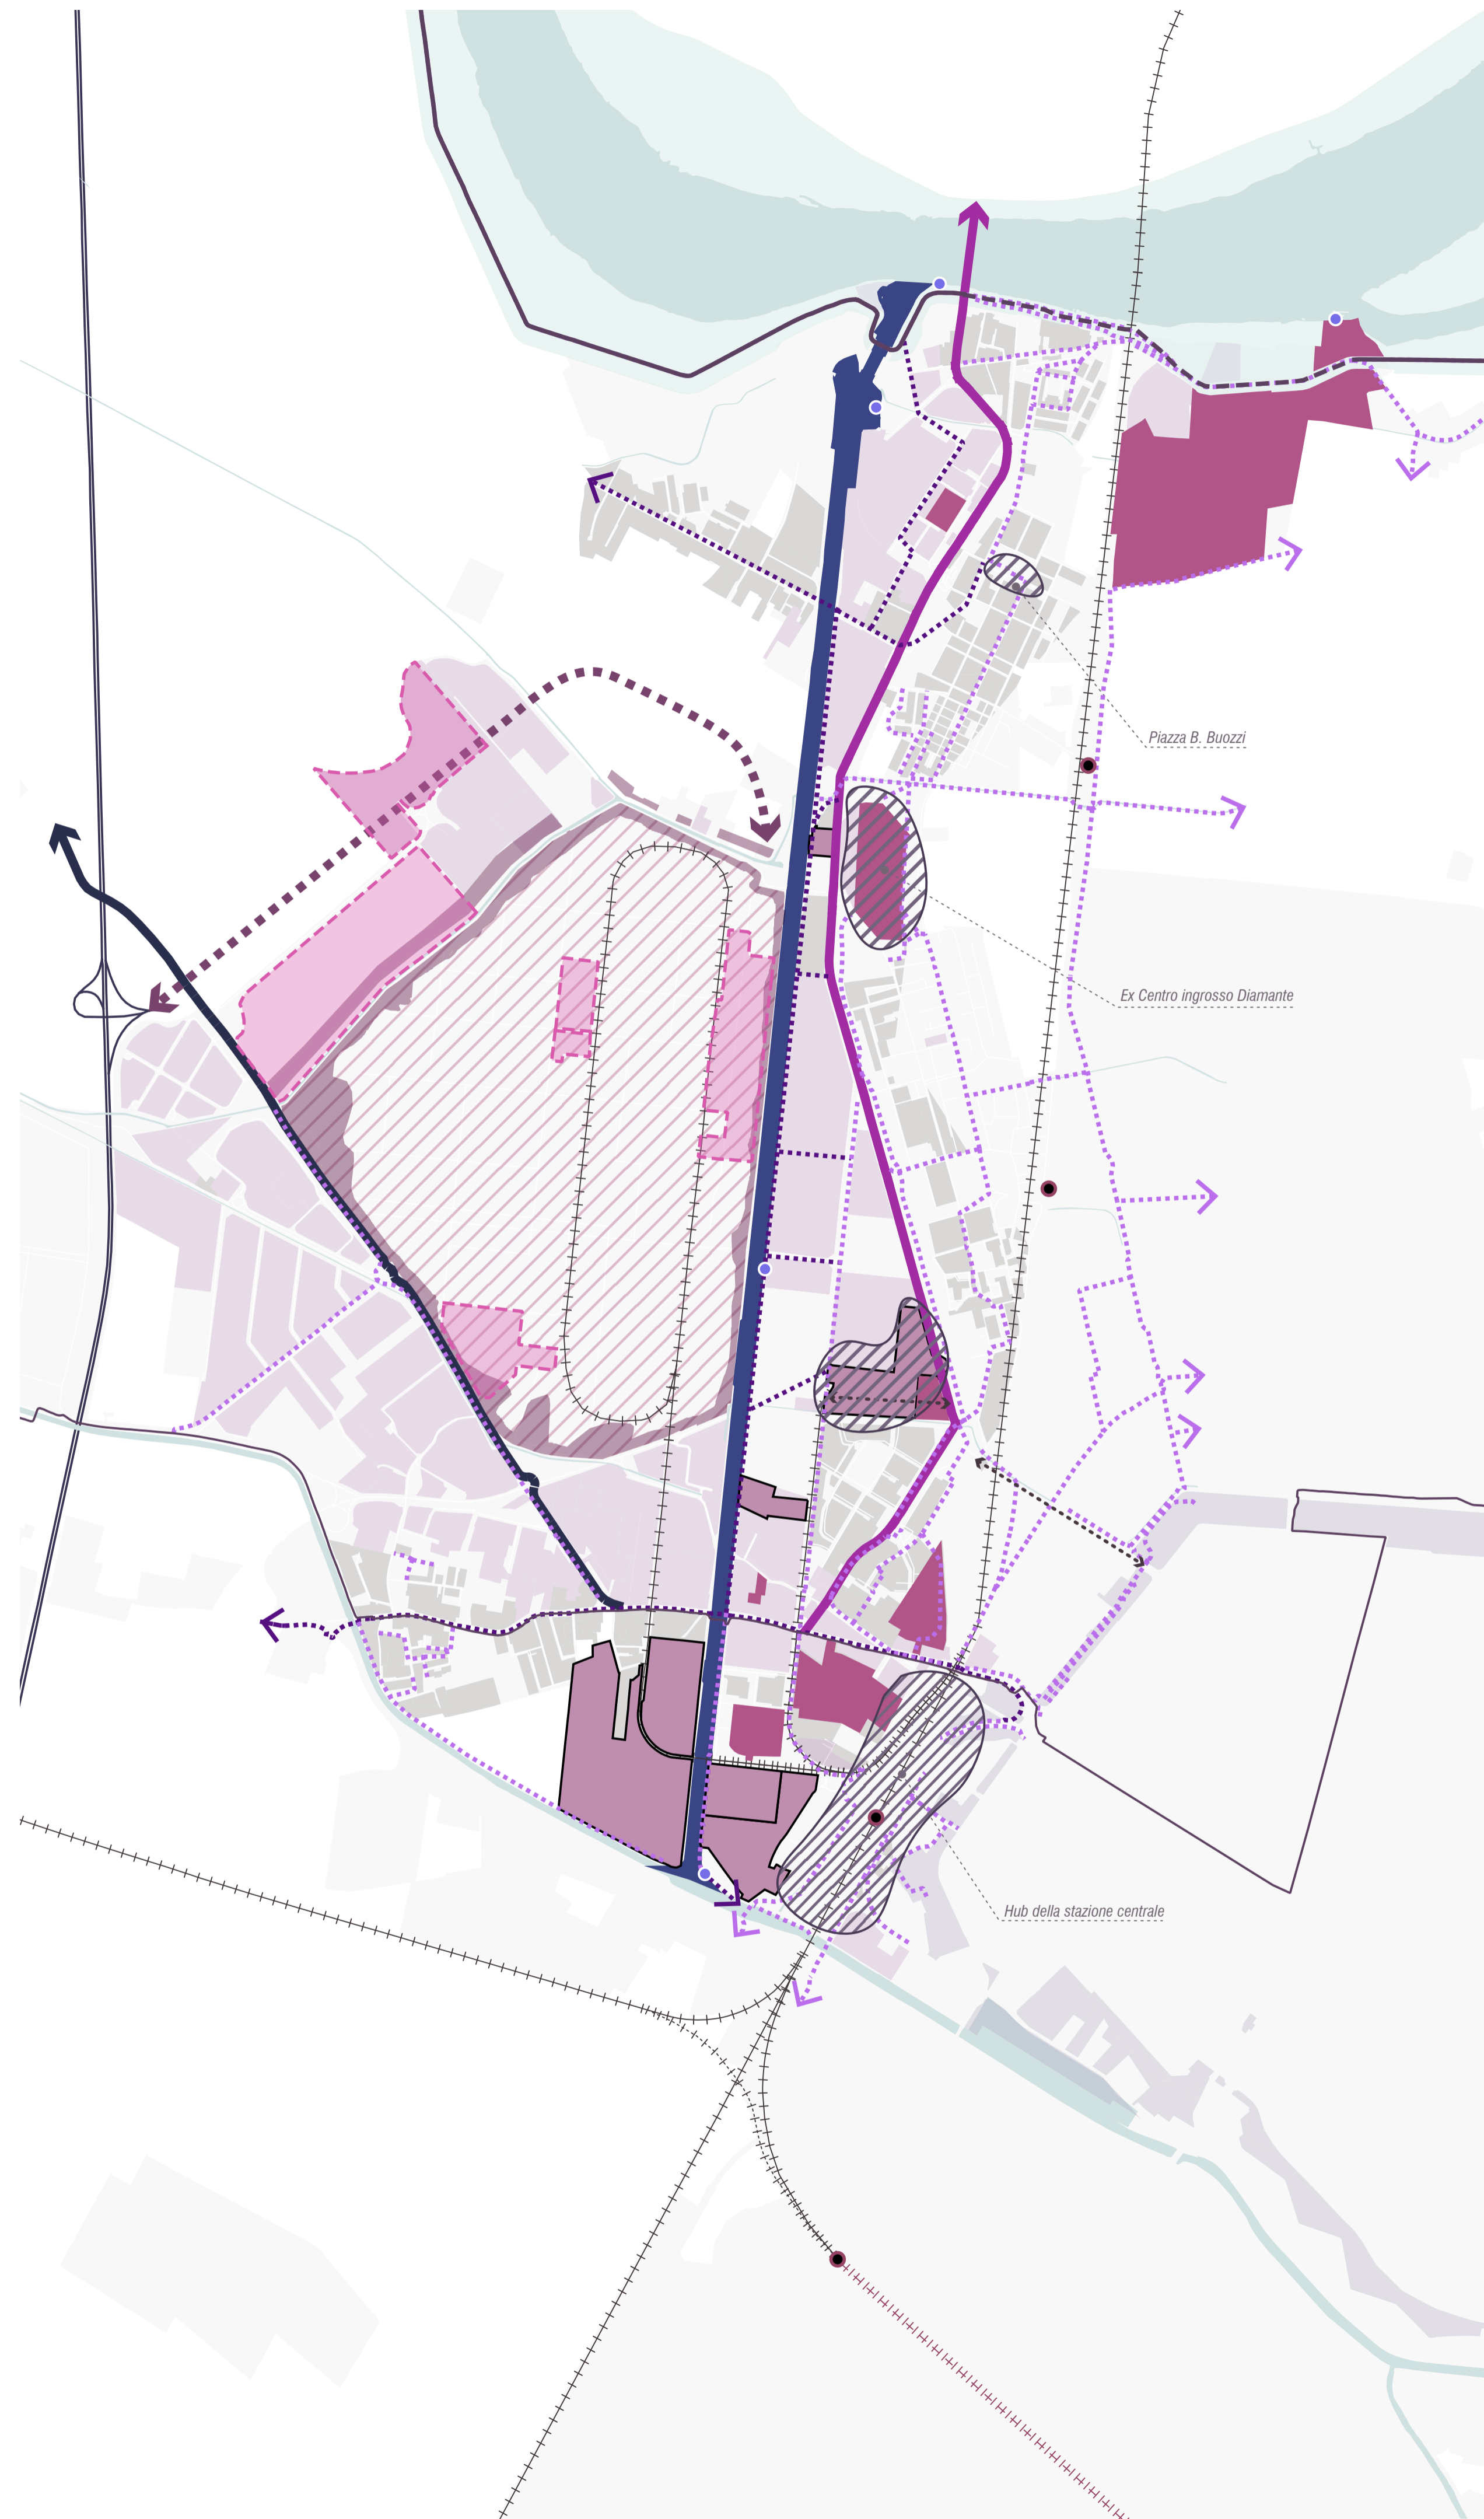 Piazza B. Buozzi
Ex Centro ingrosso Diamante
Hub della stazione centrale